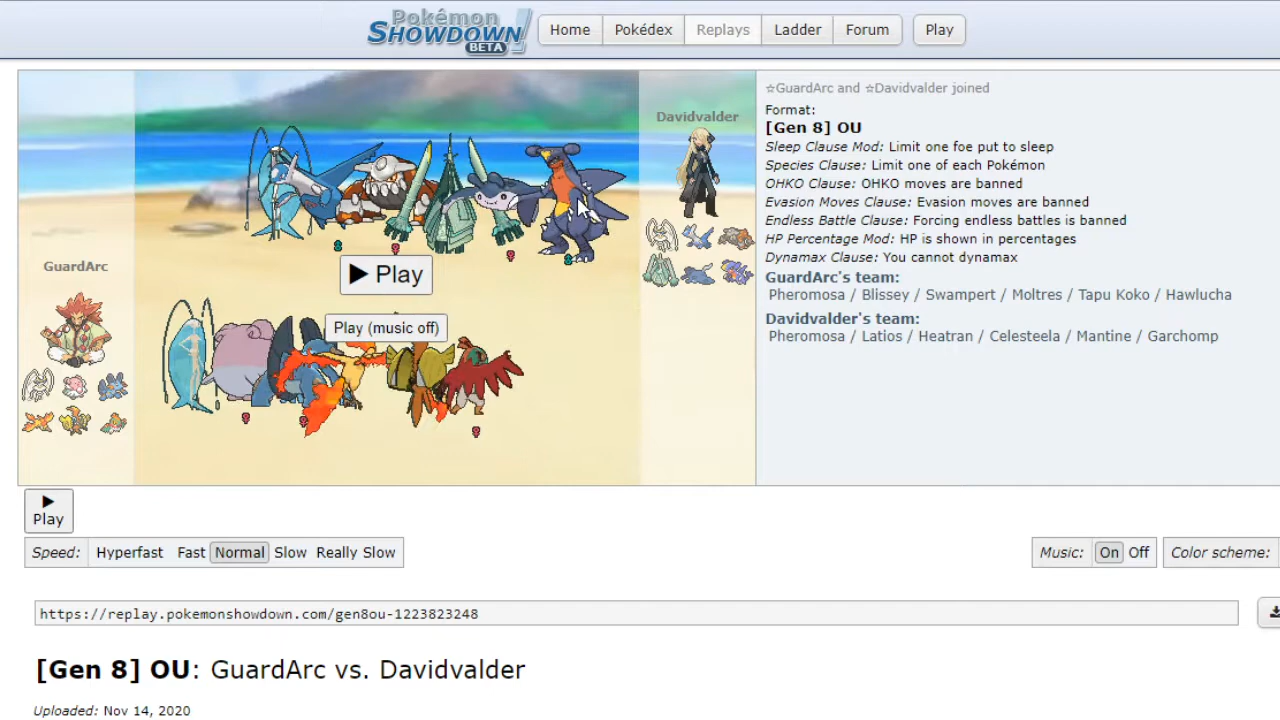 Pokémon
SHOWDOWN!
BETA
Home
Pokédex
Replays
Ladder
Forum
Play
GuardArc
Davidvalder
▶ Play
Play (music off)
☆GuardArc and ☆Davidvalder joined
Format:
[Gen 8] OU
Sleep Clause Mod: Limit one foe put to sleep
Species Clause: Limit one of each Pokémon
OHKO Clause: OHKO moves are banned
Evasion Moves Clause: Evasion moves are banned
Endless Battle Clause: Forcing endless battles is banned
HP Percentage Mod: HP is shown in percentages
Dynamax Clause: You cannot dynamax
GuardArc's team:
Pheromosa / Blissey / Swampert / Moltres / Tapu Koko / Hawlucha
Davidvalder's team:
Pheromosa / Latios / Heatran / Celesteela / Mantine / Garchomp
▶
Play
Speed: Hyperfast Fast Normal Slow Really Slow
Music: On Off
Color scheme:
https://replay.pokemonshowdown.com/gen8ou-1223823248
[Gen 8] OU: GuardArc vs. Davidvalder
Uploaded: Nov 14, 2020